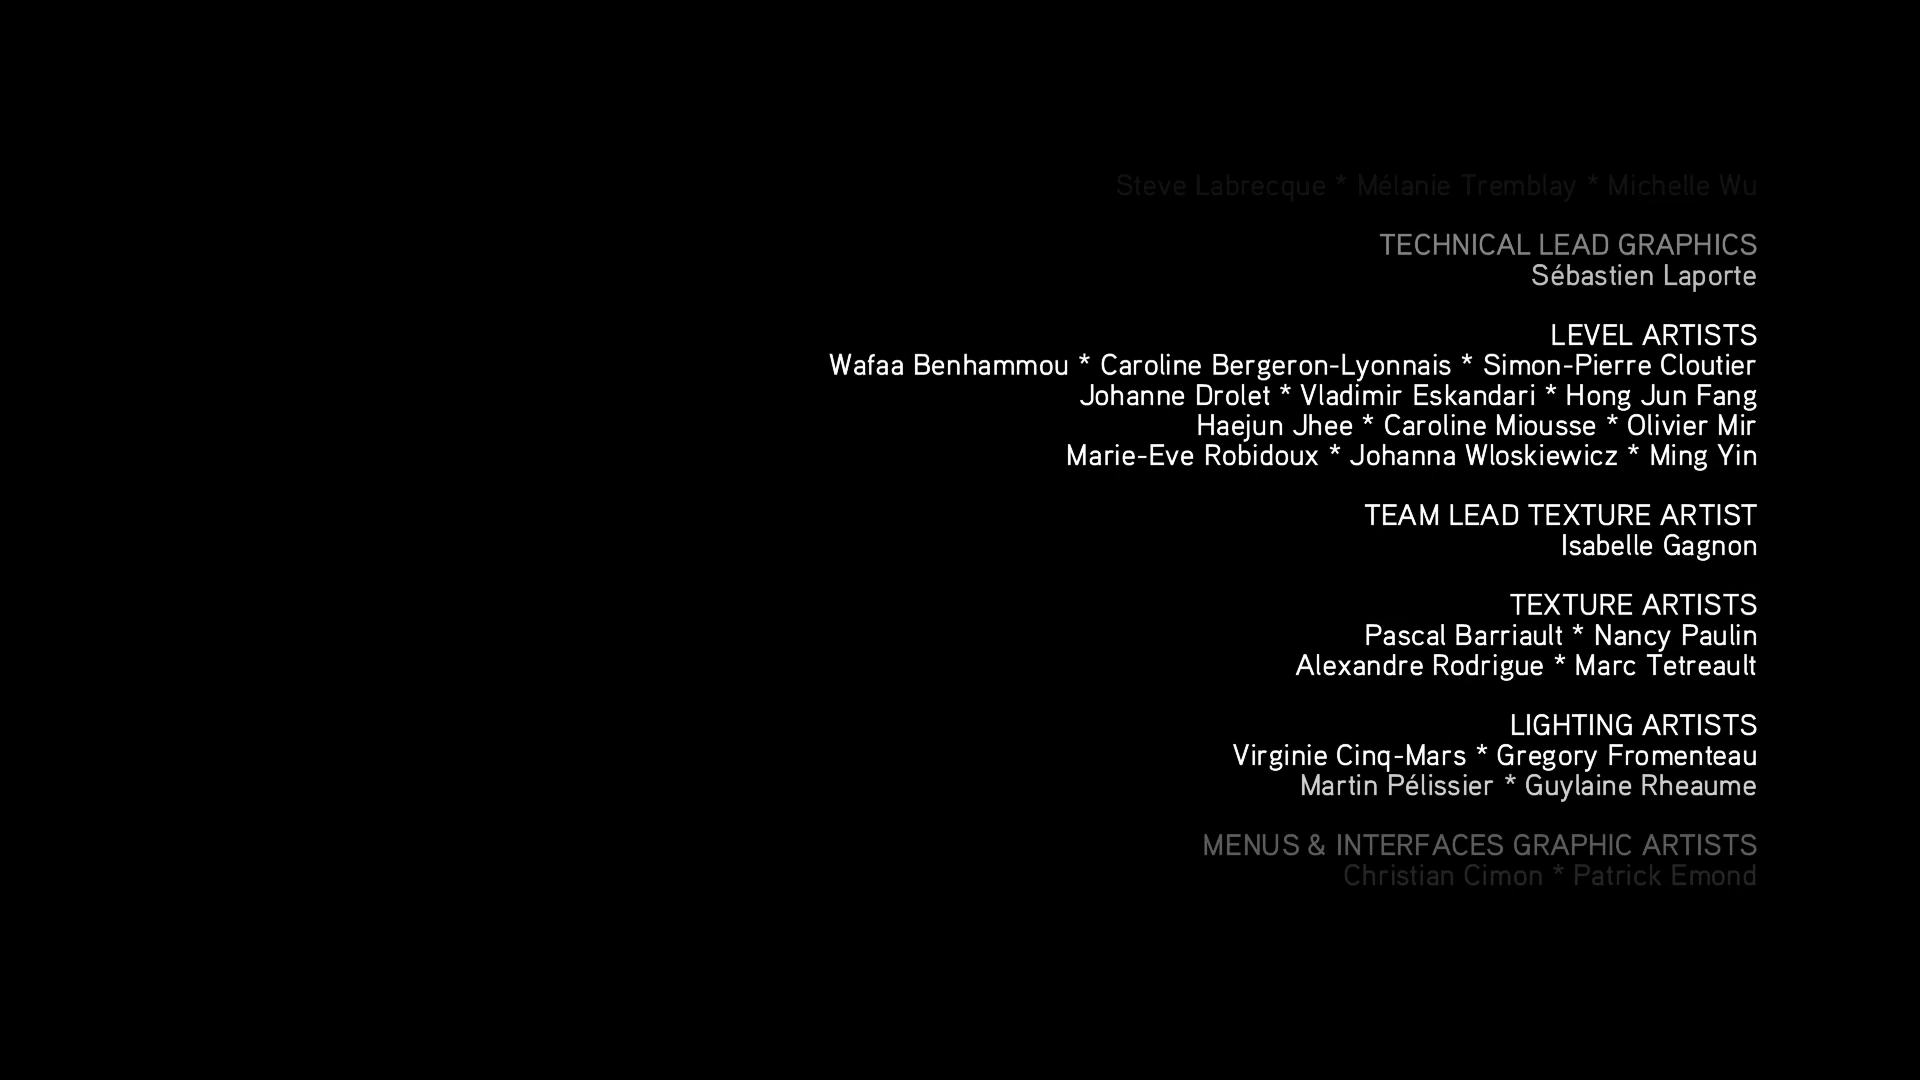 Steve Labrecque * Mélanie Tremblay * Michelle Wu
TECHNICAL LEAD GRAPHICS
Sébastien Laporte
LEVEL ARTISTS
Wafaa Benhammou * Caroline Bergeron-Lyonnais * Simon-Pierre Cloutier
Johanne Drolet * Vladimir Eskandari * Hong Jun Fang
Haejun Jhee * Caroline Miousse * Olivier Mir
Marie-Eve Robidoux * Johanna Wloskiewicz * Ming Yin
TEAM LEAD TEXTURE ARTIST
Isabelle Gagnon
TEXTURE ARTISTS
Pascal Barriault * Nancy Paulin
Alexandre Rodrigue * Marc Tetreault
LIGHTING ARTISTS
Virginie Cinq-Mars * Gregory Fromenteau
Martin Pélissier * Guylaine Rheaume
MENUS & INTERFACES GRAPHIC ARTISTS
Christian Cimon * Patrick Emond